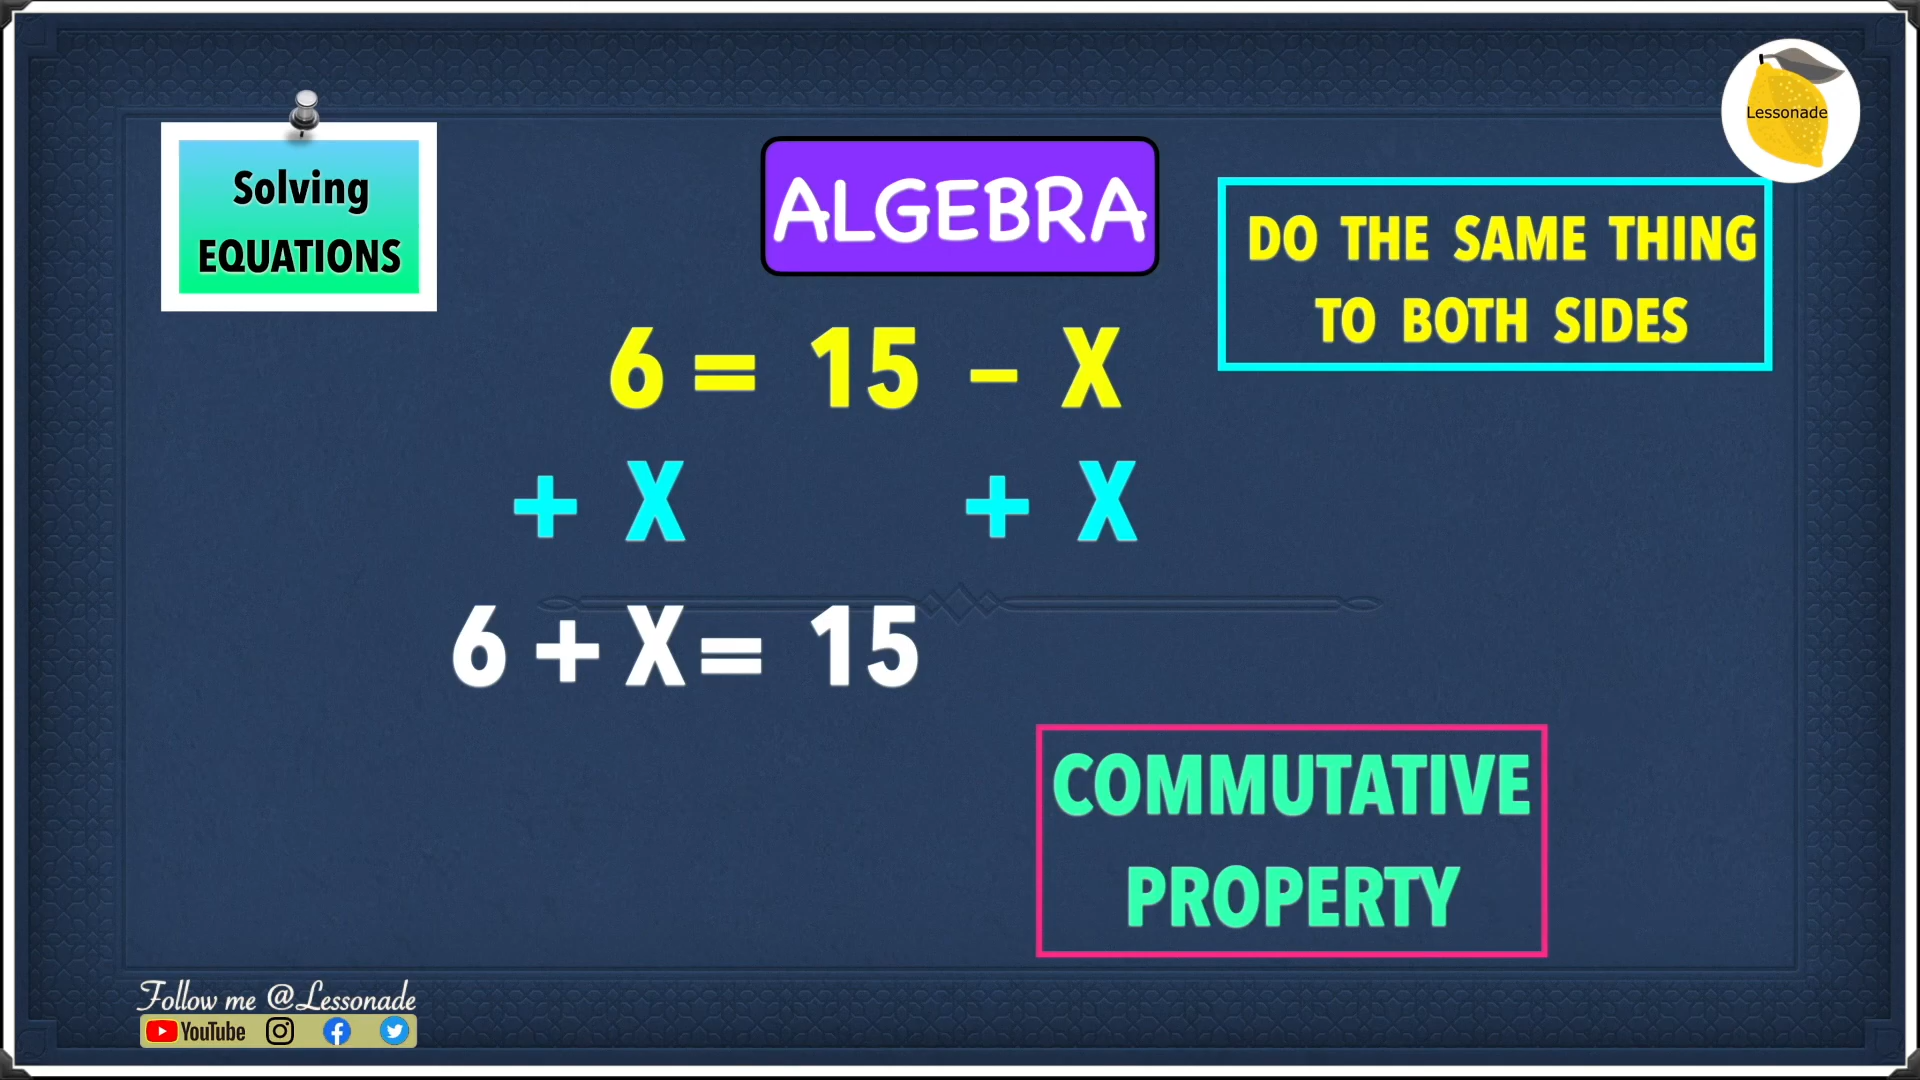 Lessonade
Solving
EQUATIONS
ALGEBRA
DO THE SAME THING
TO BOTH SIDES
6 = 15 – X
+ X + X
6 + X = 15
COMMUTATIVE
PROPERTY
Follow me @Lessonade
YouTube